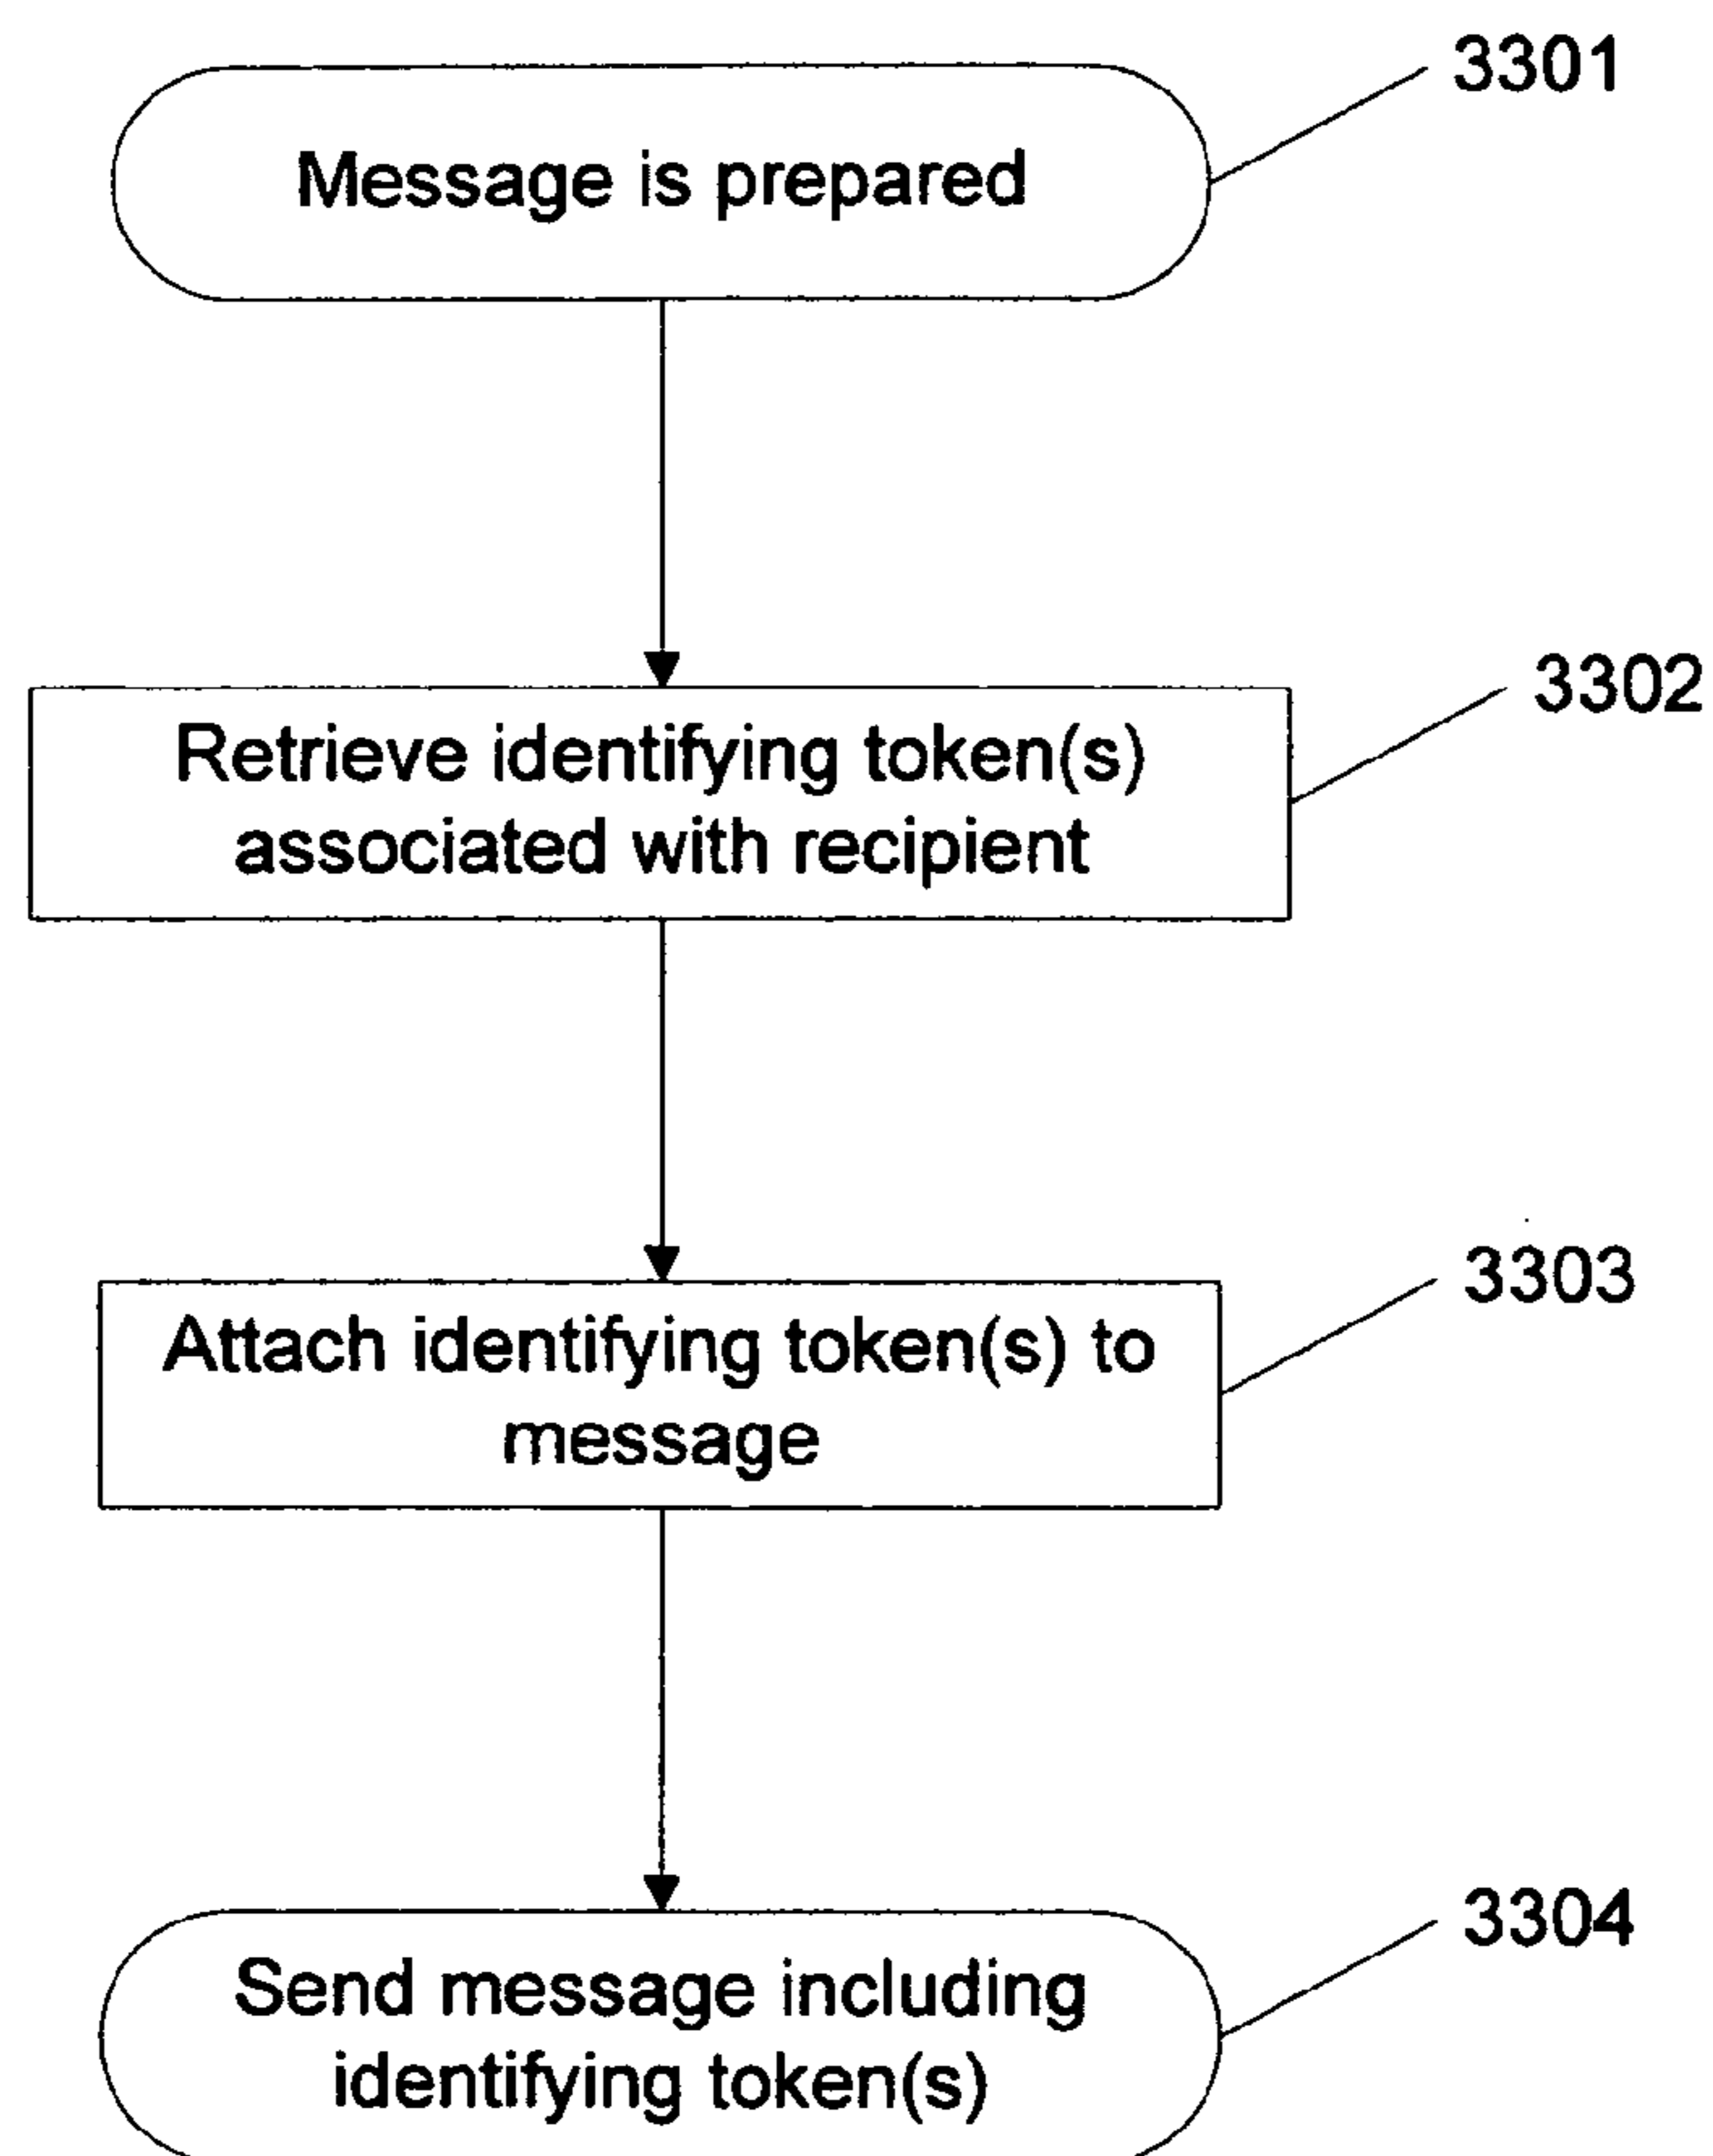 3301
Message is prepared
3302
Retrieve identifying token(s)
associated with recipient
3303
Attach identifying token(s) to
message
3304
Send message including
identifying token(s)